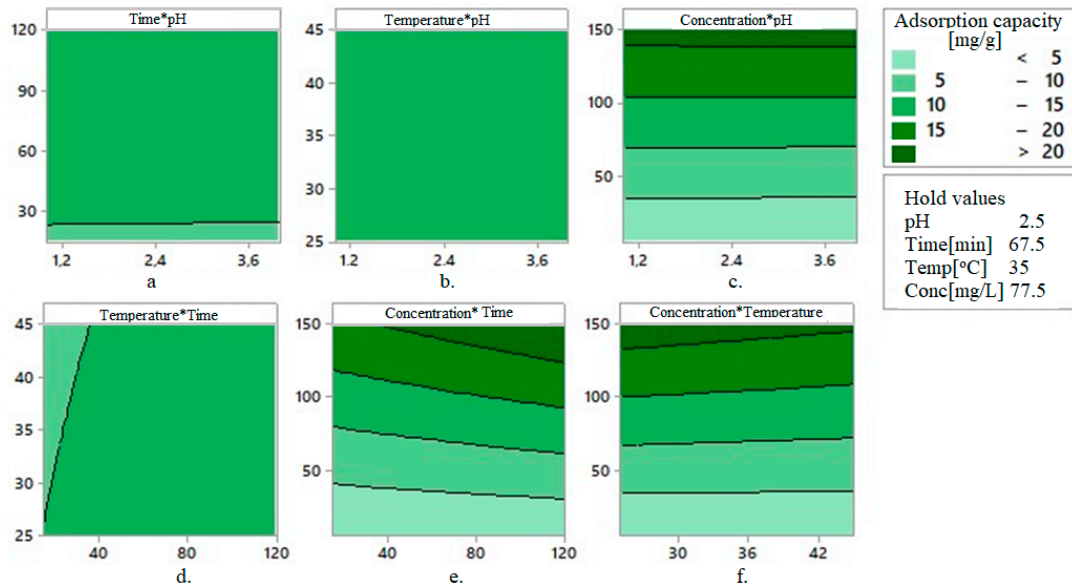 Time*pH
120
90
60
30
1,2
2,4
3,6
a
Temperature*pH
45
40
35
30
25
1.2
2.4
3.6
b.
Concentration*pH
150
100
50
1.2
2.4
3.6
c.
Adsorption capacity
[mg/g]
< 5
5 – 10
10 – 15
15 – 20
> 20
Hold values
pH 2.5
Time[min] 67.5
Temp[°C] 35
Conc[mg/L] 77.5
Temperature*Time
45
40
35
30
25
40
80
120
d.
Concentration* Time
150
100
50
40
80
120
e.
Concentration*Temperature
150
100
50
30
36
42
f.